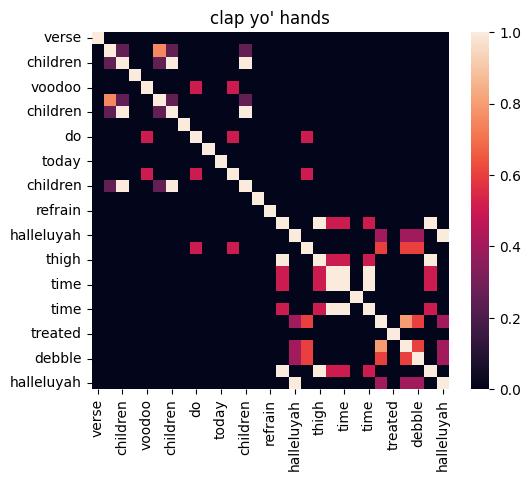 clap yo' hands
verse
children
voodoo
children
do
today
children
refrain
halleluyah
thigh
time
time
treated
debble
halleluyah
1.0
0.8
0.6
0.4
0.2
0.0
verse
children
voodoo
children
do
today
children
refrain
halleluyah
thigh
time
time
treated
debble
halleluyah